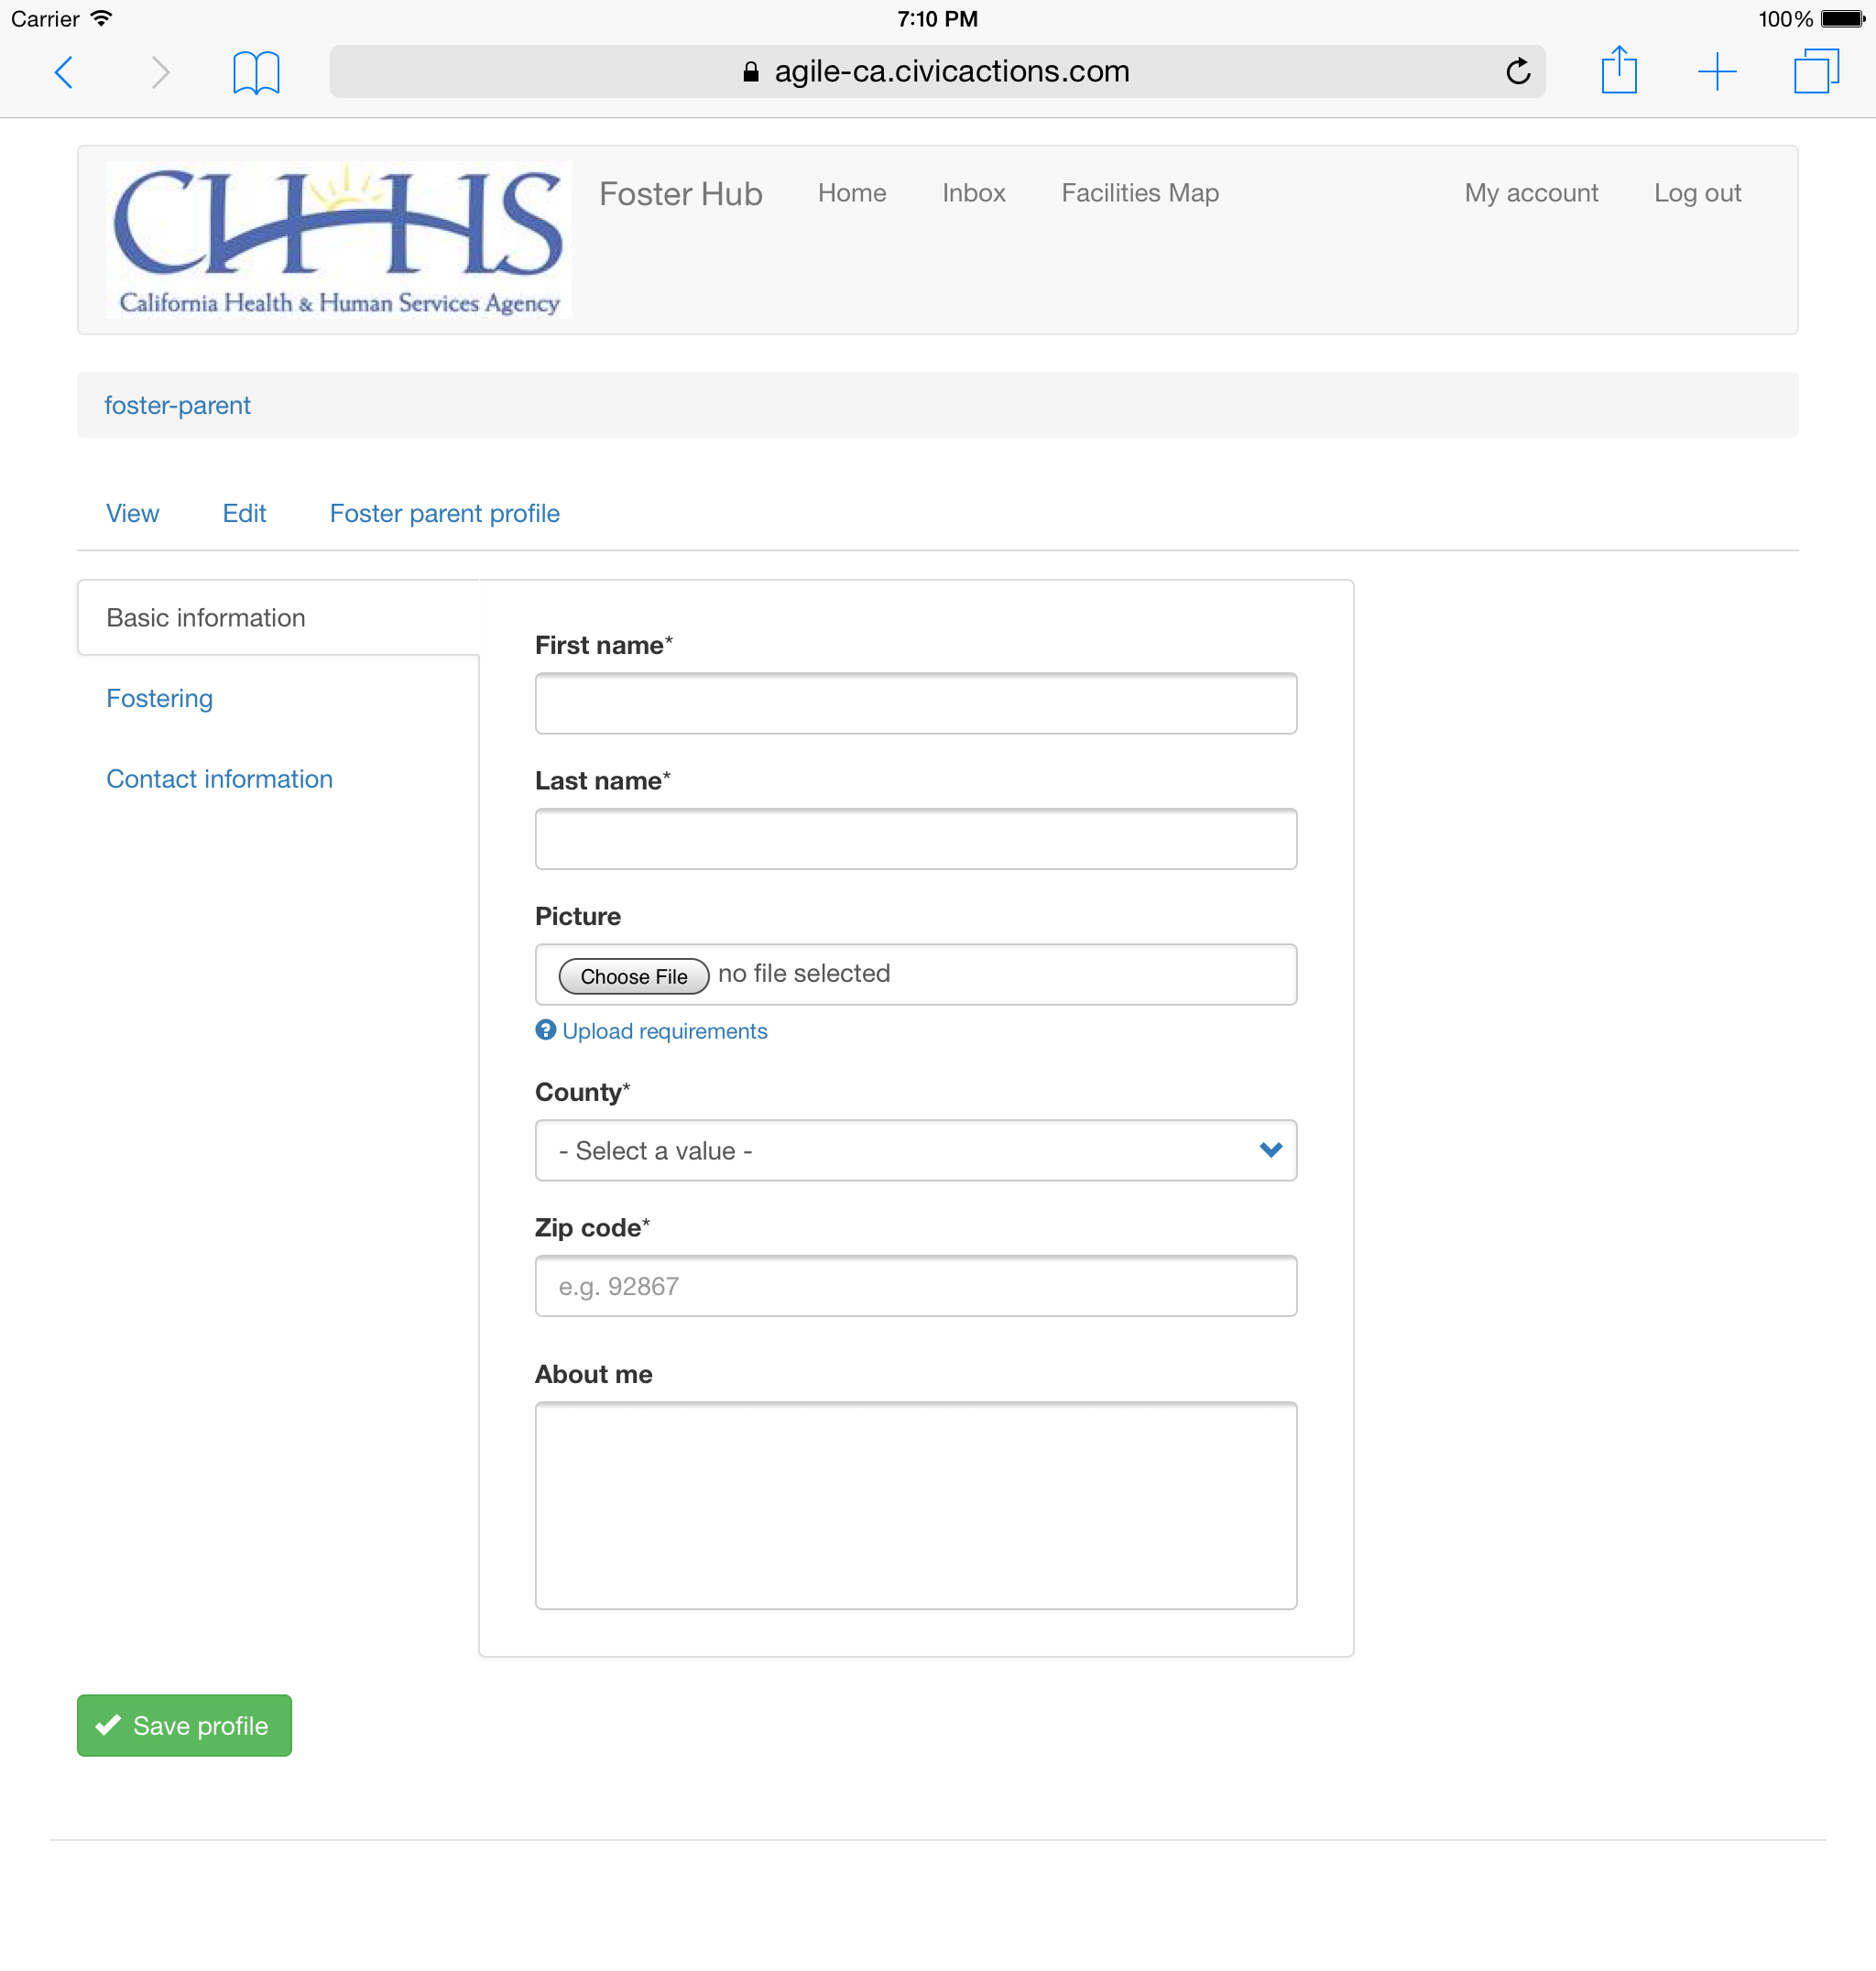 Carrier 7:10 PM 100%
agile-ca.civicactions.com
CHHS
California Health & Human Services Agency
Foster Hub Home Inbox Facilities Map My account Log out
foster-parent
View Edit Foster parent profile
Basic information
Fostering
Contact information
First name*
Last name*
Picture
Choose File no file selected
? Upload requirements
County*
- Select a value -
Zip code*
e.g. 92867
About me
Save profile